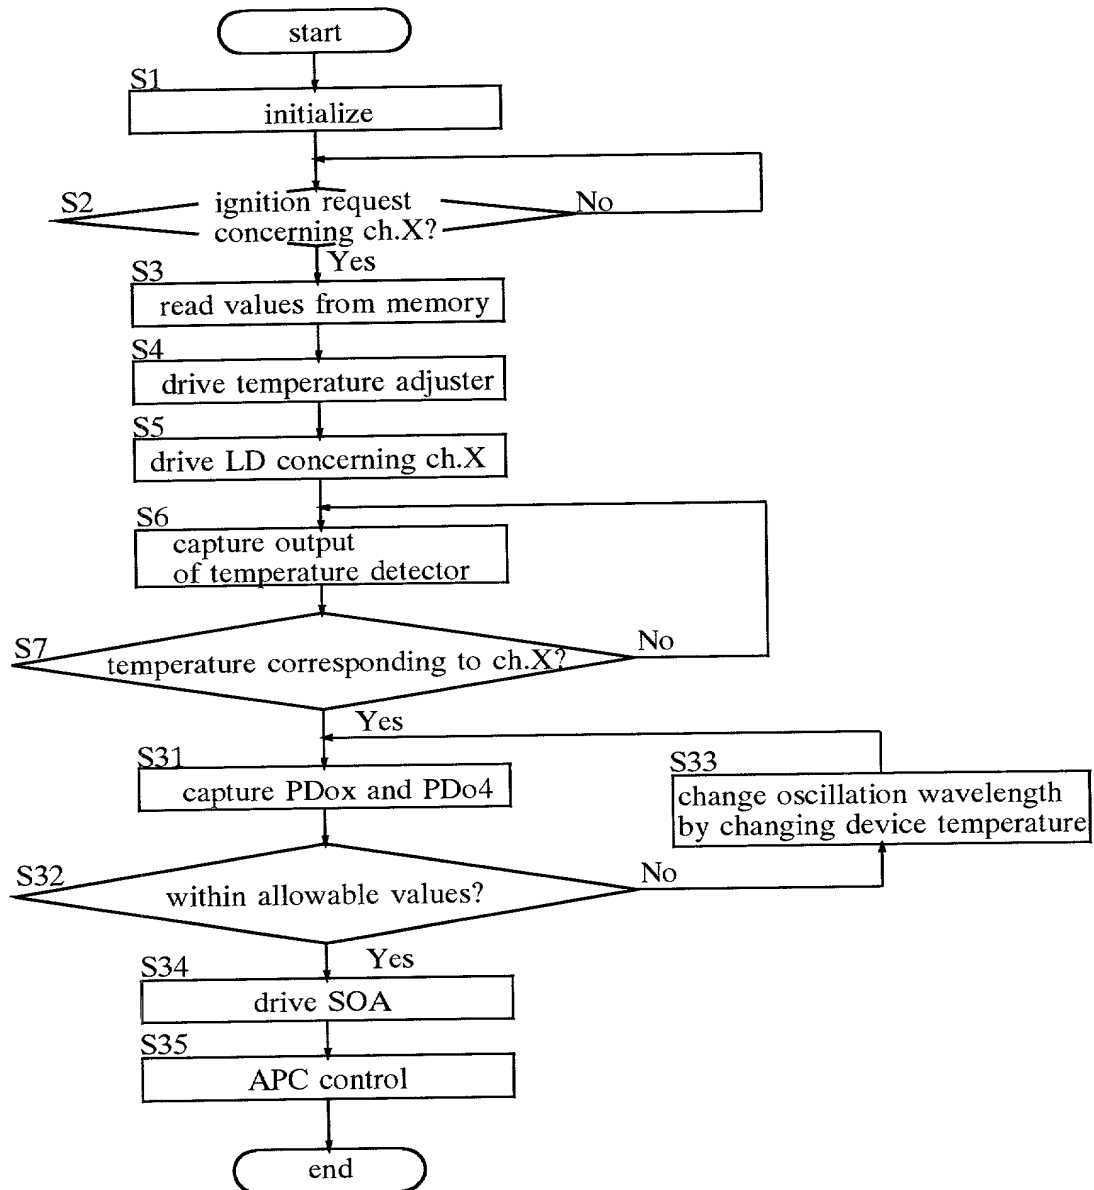 start
S1
initialize
S2
ignition request
concerning ch.X?
No
Yes
S3
read values from memory
S4
drive temperature adjuster
S5
drive LD concerning ch.X
S6
capture output
of temperature detector
S7
temperature corresponding to ch.X?
No
Yes
S31
capture PDox and PDo4
S33
change oscillation wavelength
by changing device temperature
S32
within allowable values?
No
Yes
S34
drive SOA
S35
APC control
end